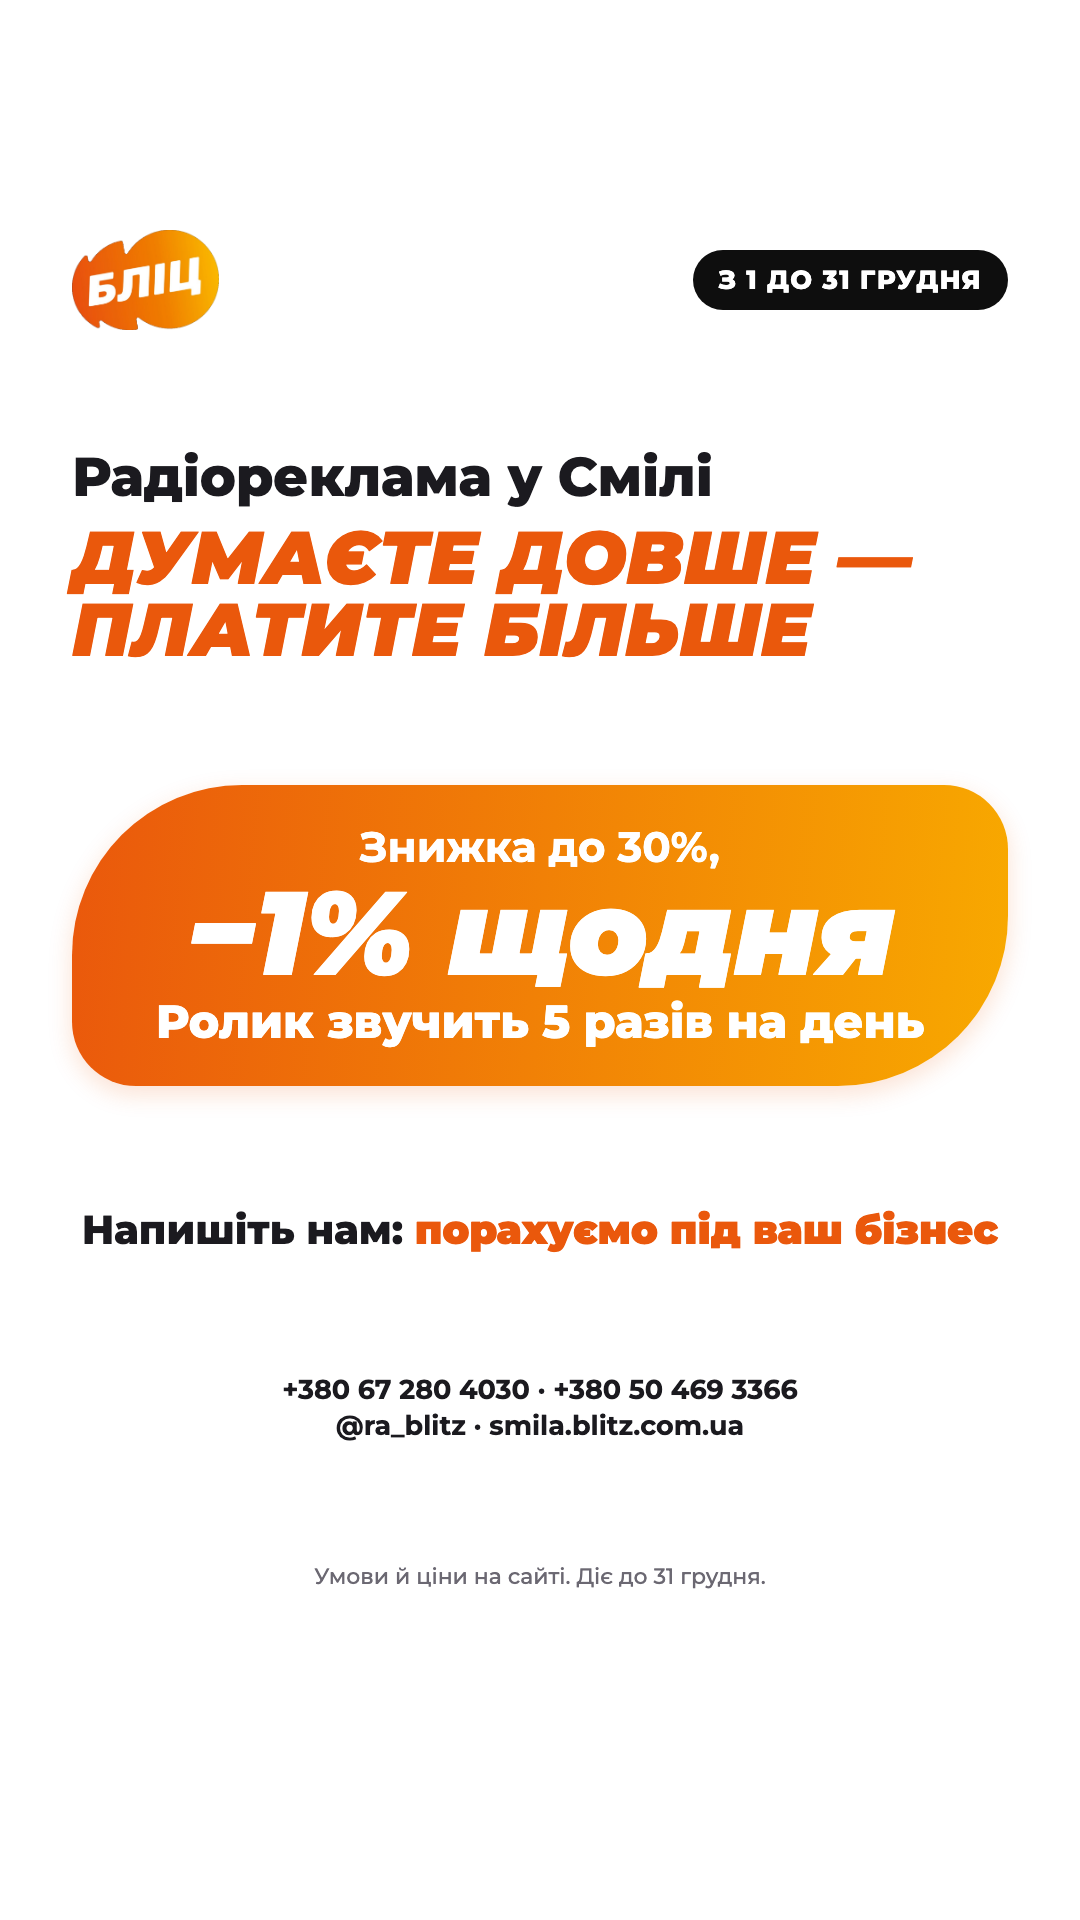 БЛІЦ
З 1 ДО 31 ГРУДНЯ
Радіореклама у Смілі
ДУМАЄТЕ ДОВШЕ —
ПЛАТИТЕ БІЛЬШЕ
Знижка до 30%,
−1% щодня
Ролик звучить 5 разів на день
Напишіть нам: порахуємо під ваш бізнес
+380 67 280 4030 · +380 50 469 3366
@ra_blitz · smila.blitz.com.ua
Умови й ціни на сайті. Діє до 31 грудня.